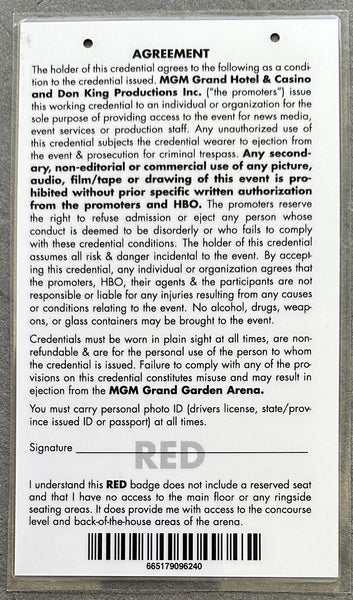 AGREEMENT
The holder of this credential agrees to the following as a condi-
tion to the credential issued. MGM Grand Hotel & Casino
and Don King Productions Inc. ("the promoters") issue
this working credential to an individual or organization for the
sole purpose of providing access to the event for news media,
event services or production staff. Any unauthorized use of
this credential subjects the credential wearer to ejection from
the event & prosecution for criminal trespass. Any second-
ary, non-editorial or commercial use of any picture,
audio, film/tape or drawing of this event is pro-
hibited without prior specific written authorization
from the promoters and HBO. The promoters reserve
the right to refuse admission or eject any person whose
conduct is deemed to be disorderly or who fails to comply
with these credential conditions. The holder of this credential
assumes all risk & danger incidental to the event. By accept-
ing this credential, any individual or organization agrees that
the promoters, HBO, their agents & the participants are not
responsible or liable for any injuries resulting from any causes
or conditions relating to the event. No alcohol, drugs, weap-
ons, or glass containers may be brought to the event.
Credentials must be worn in plain sight at all times, are non-
refundable & are for the personal use of the person to whom
the credential is issued. Failure to comply with any of the pro-
visions on this credential constitutes misuse and may result in
ejection from the MGM Grand Garden Arena.
You must carry personal photo ID (drivers license, state/prov-
ince issued ID or passport) at all times.
Signature
RED
I understand this RED badge does not include a reserved seat
and that I have no access to the main floor or any ringside
seating areas. It does provide me with access to the concourse
level and back-of-the-house areas of the arena.
665179096240